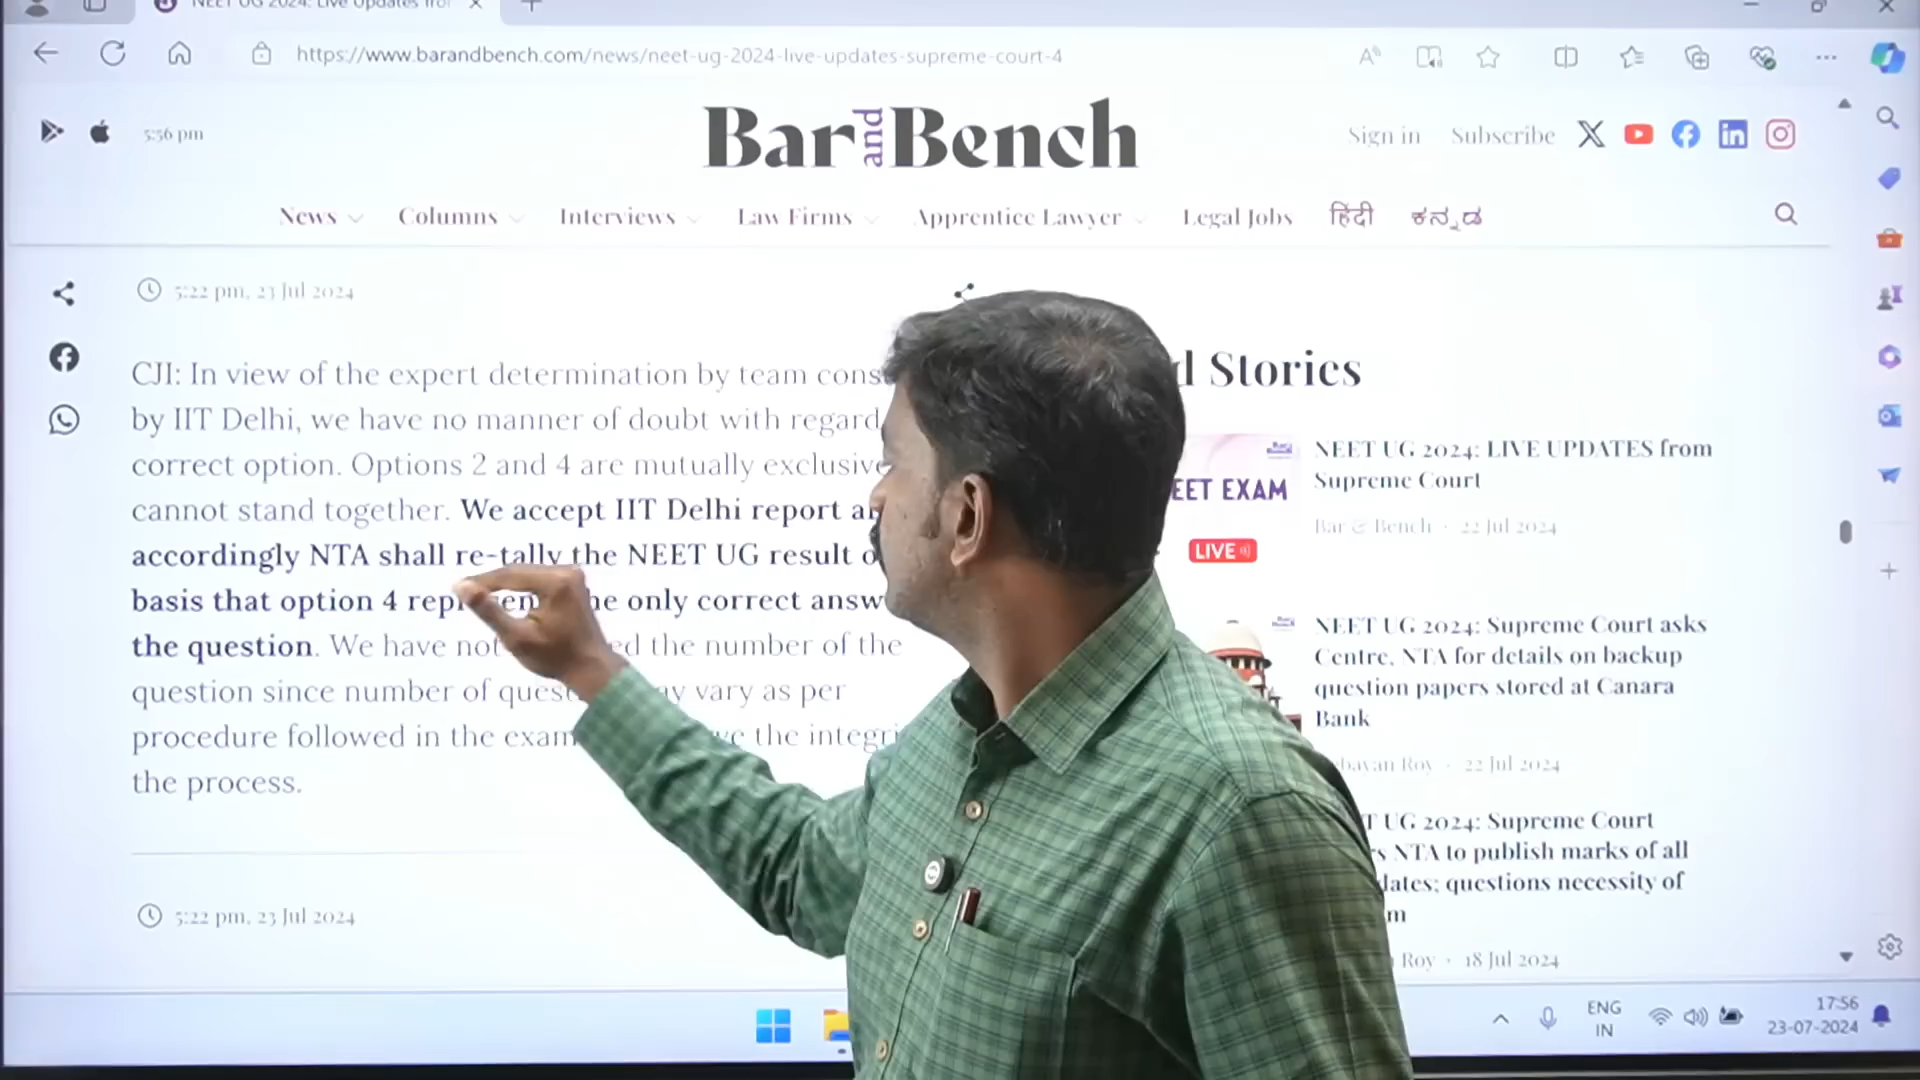 https://www.barandbench.com/news/neet-ug-2024-live-updates-supreme-court-4
5:56 pm
Bar and Bench
Sign in Subscribe
News Columns Interviews Law Firms Apprentice Lawyer Legal Jobs हिंदी ಕನ್ನಡ
5:22 pm, 23 Jul 2024
CJI: In view of the expert determination by team
by IIT Delhi, we have no manner of doubt with regard
correct option. Options 2 and 4 are mutually exclusive
cannot stand together. We accept IIT Delhi report
accordingly NTA shall re-tally the NEET UG result
basis that option 4 the only correct
the question. We have not the number of the
question since number of vary as per
procedure followed in the the
the process.
5:22 pm, 23 Jul 2024
Stories
EXAM
LIVE
NEET UG 2024: LIVE UPDATES from
Supreme Court
Bar & Bench · 22 Jul 2024
NEET UG 2024: Supreme Court asks
Centre, NTA for details on backup
question papers stored at Canara
Bank
Roy · 22 Jul 2024
UG 2024: Supreme Court
NTA to publish marks of all
questions necessity of
Roy · 18 Jul 2024
ENG
IN
17:56
23-07-2024